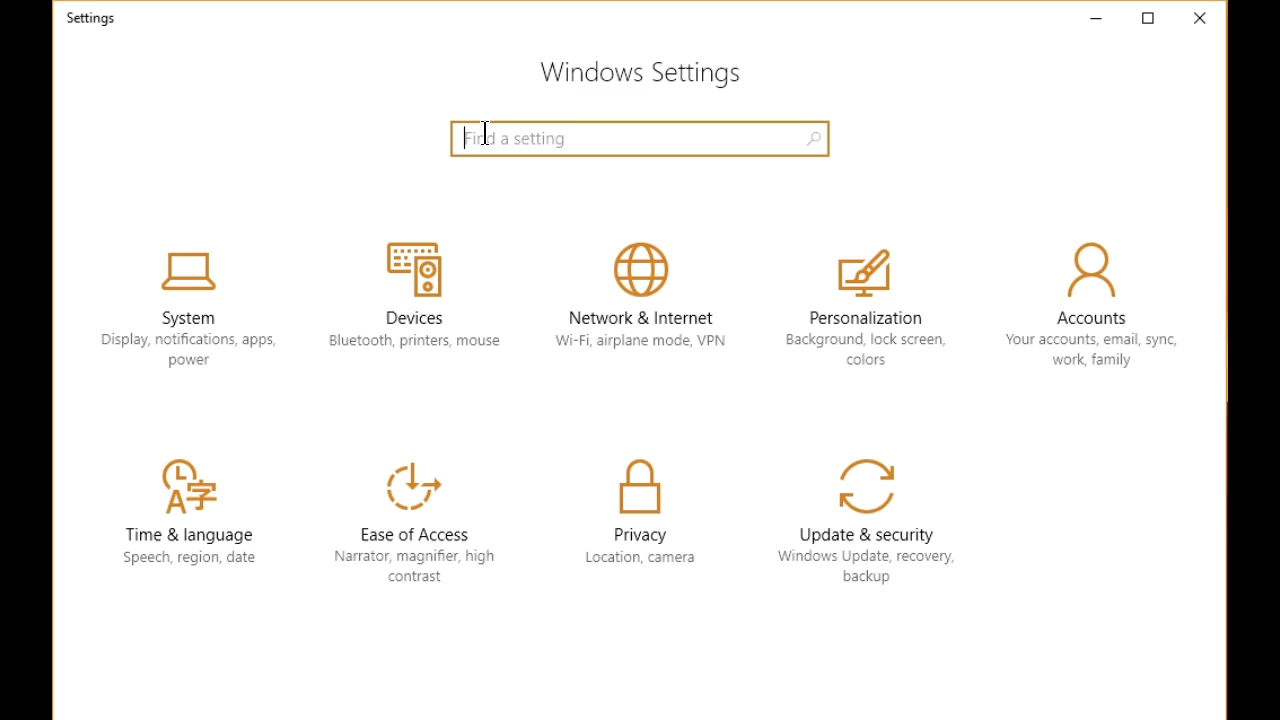 Settings
Windows Settings
Find a setting
System
Display, notifications, apps,
power
Devices
Bluetooth, printers, mouse
Network & Internet
Wi-Fi, airplane mode, VPN
Personalization
Background, lock screen,
colors
Accounts
Your accounts, email, sync,
work, family
A字
Time & language
Speech, region, date
Ease of Access
Narrator, magnifier, high
contrast
Privacy
Location, camera
Update & security
Windows Update, recovery,
backup